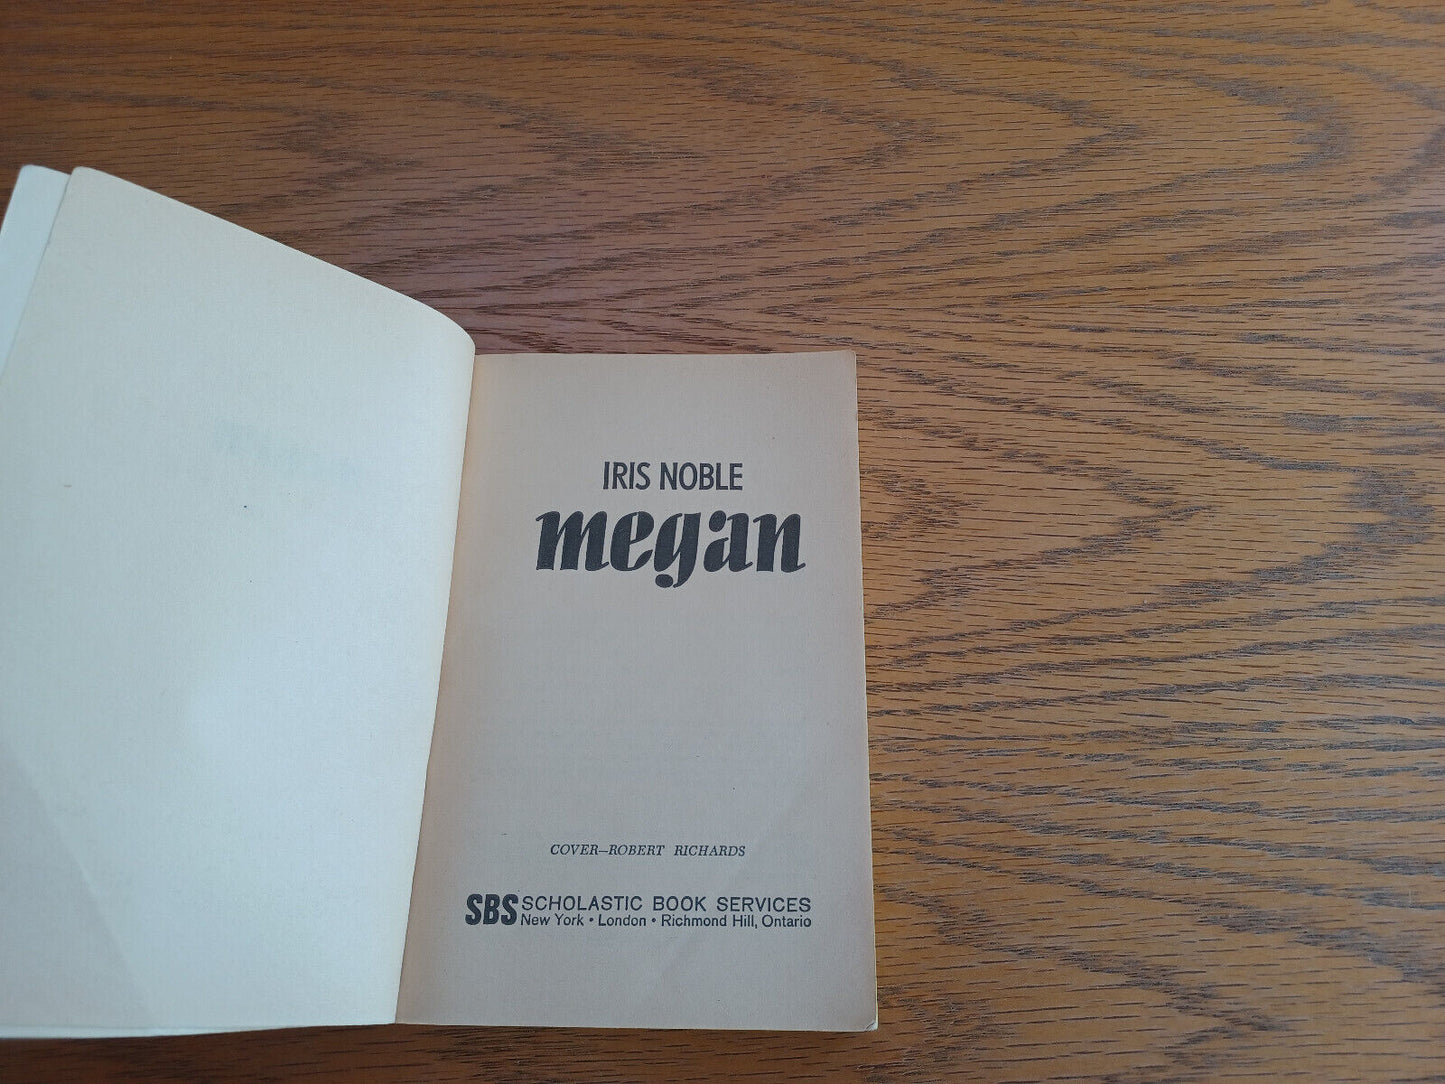 IRIS NOBLE
megan
COVER—ROBERT RICHARDS
SBS SCHOLASTIC BOOK SERVICES
New York • London • Richmond Hill, Ontario